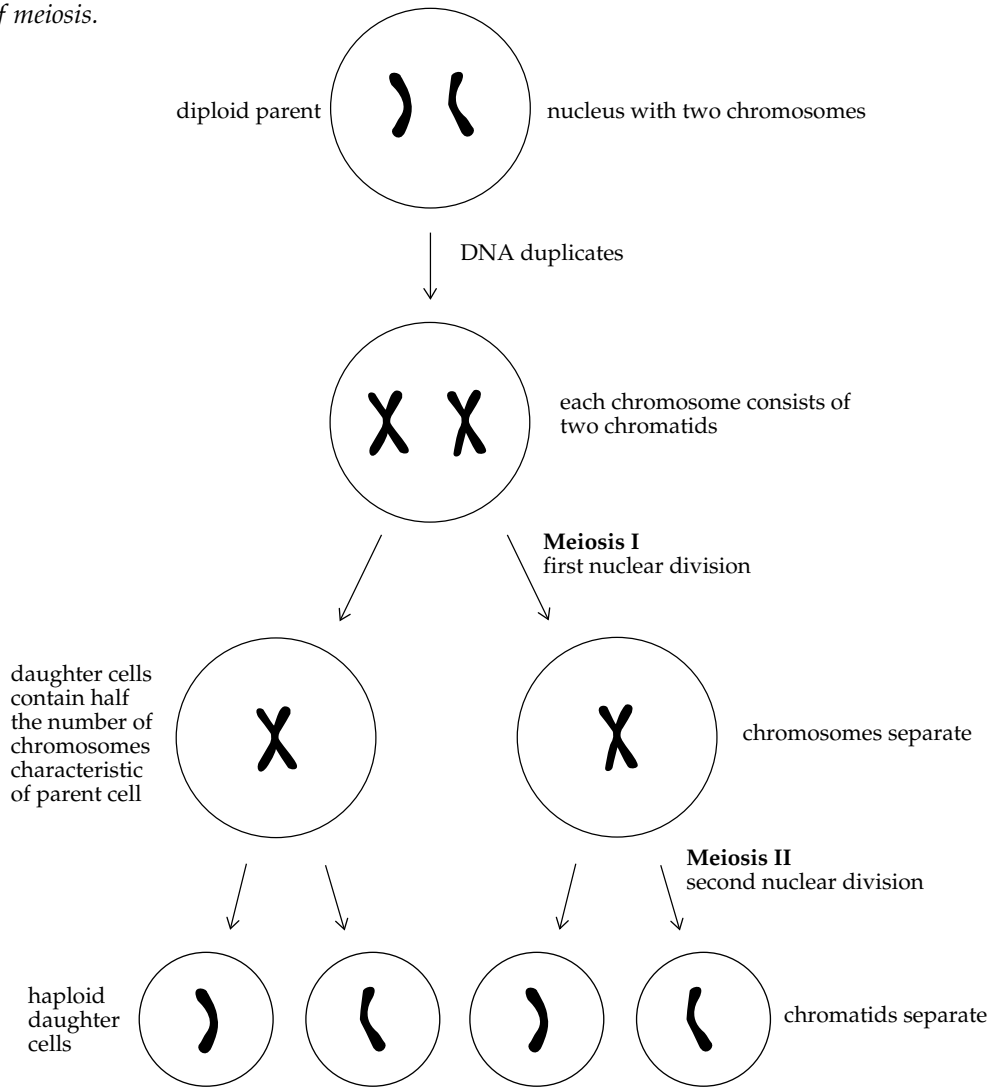 f meiosis.
diploid parent
nucleus with two chromosomes
DNA duplicates
each chromosome consists of
two chromatids
Meiosis I
first nuclear division
daughter cells
contain half
the number of
chromosomes
characteristic
of parent cell
chromosomes separate
Meiosis II
second nuclear division
haploid
daughter
cells
chromatids separate